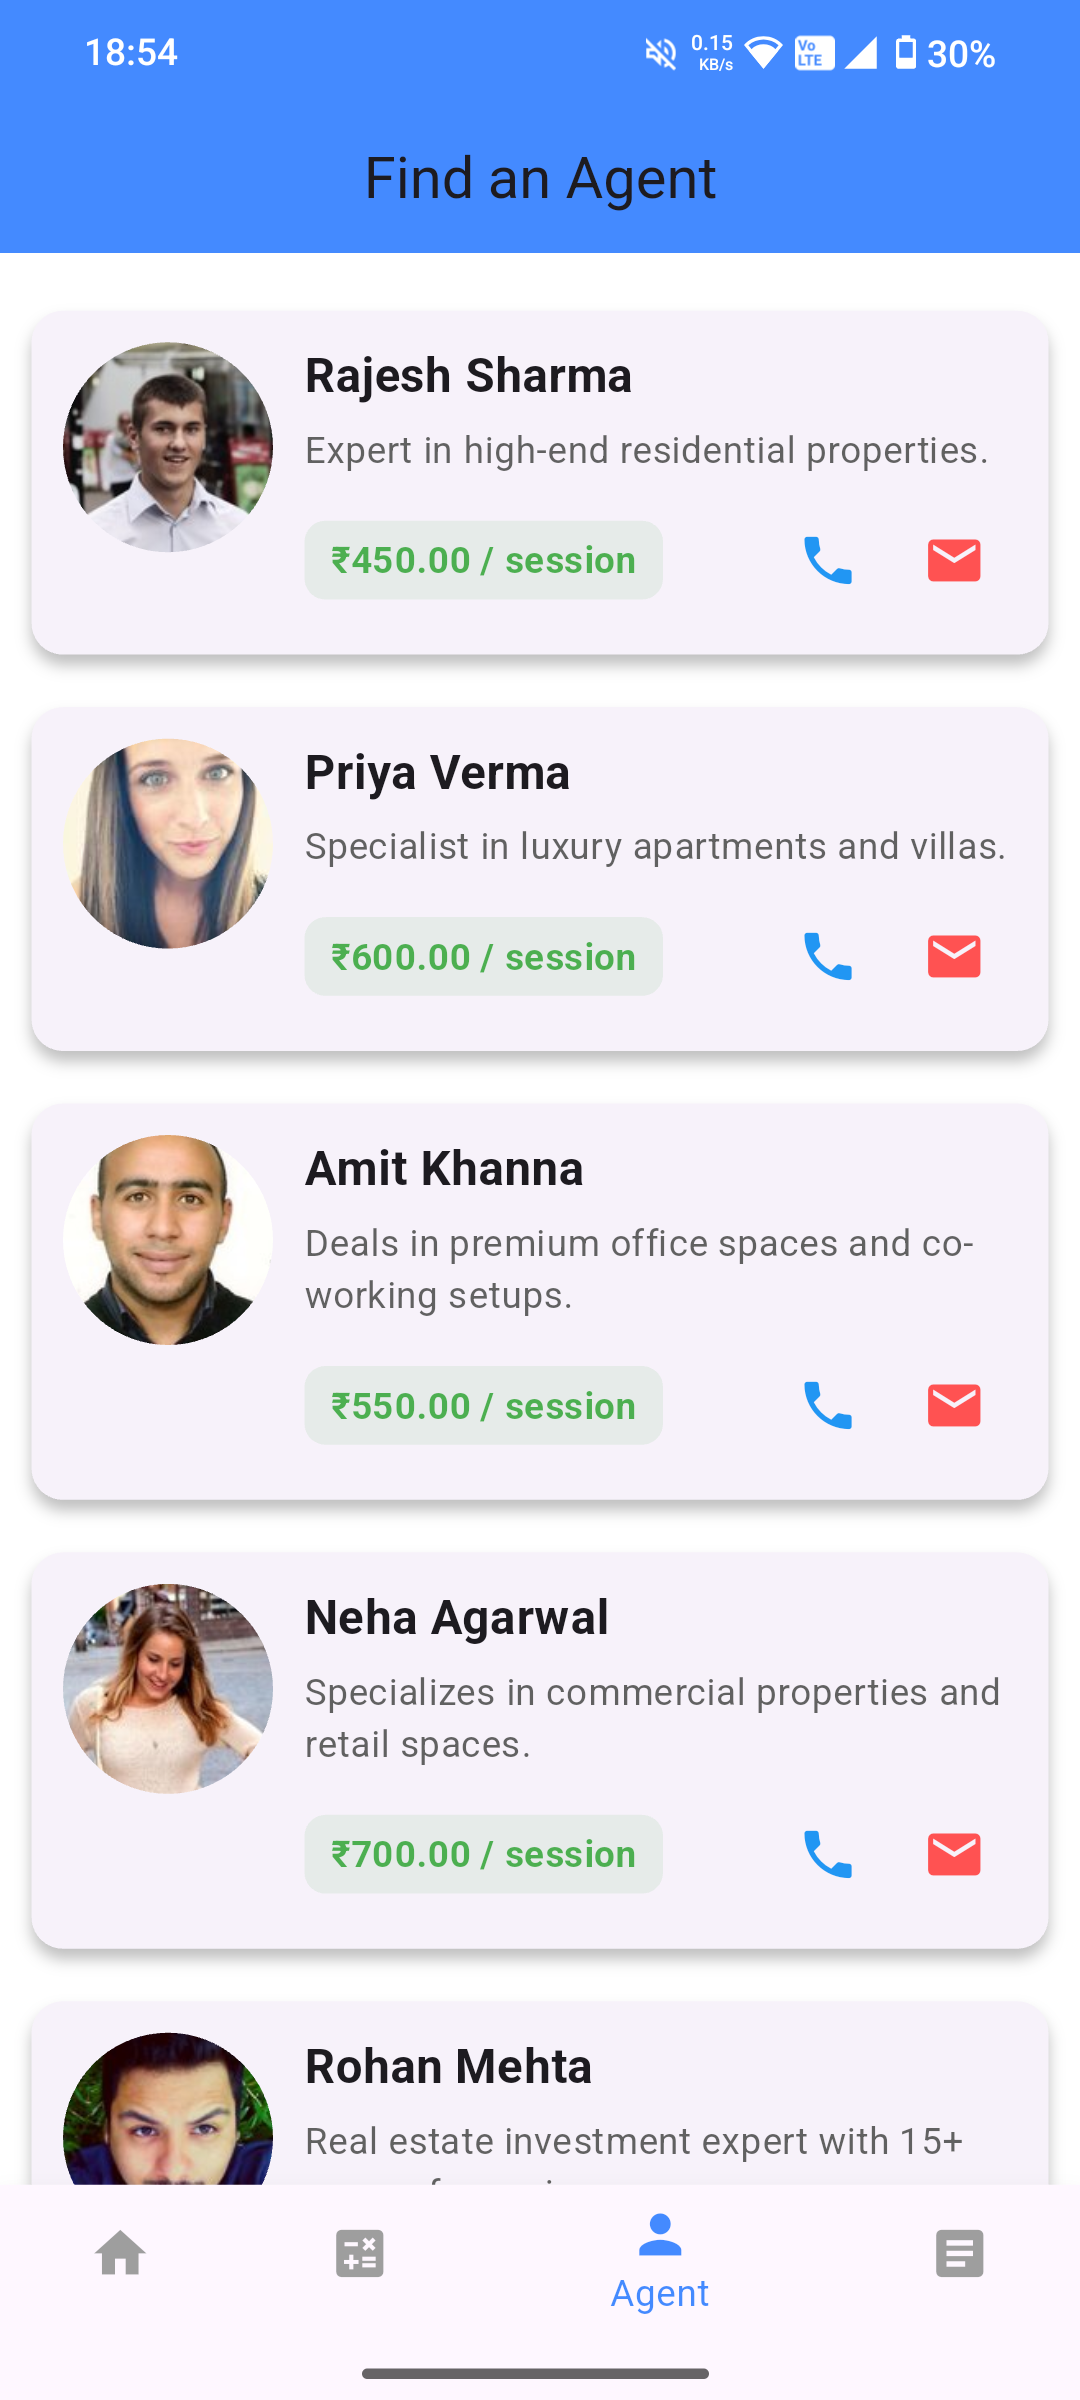 18:54
0.15
KB/s
Vo
LTE
30%
Find an Agent
Rajesh Sharma
Expert in high-end residential properties.
₹450.00 / session
Priya Verma
Specialist in luxury apartments and villas.
₹600.00 / session
Amit Khanna
Deals in premium office spaces and co-
working setups.
₹550.00 / session
Neha Agarwal
Specializes in commercial properties and
retail spaces.
₹700.00 / session
Rohan Mehta
Real estate investment expert with 15+
Agent